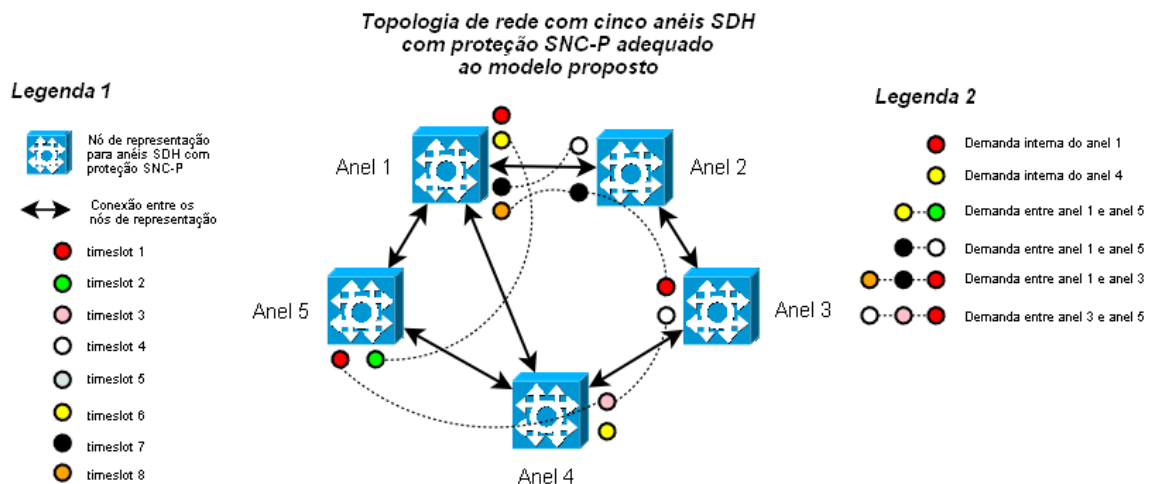 Topologia de rede com cinco anéis SDH
com proteção SNC-P adequado
ao modelo proposto
Legenda 1
Nó de representação
para anéis SDH com
proteção SNC-P
Conexão entre os
nós de representação
timeslot 1
timeslot 2
timeslot 3
timeslot 4
timeslot 5
timeslot 6
timeslot 7
timeslot 8
Anel 1
Anel 2
Anel 5
Anel 3
Anel 4
Legenda 2
Demanda interna do anel 1
Demanda interna do anel 4
Demanda entre anel 1 e anel 5
Demanda entre anel 1 e anel 5
Demanda entre anel 1 e anel 3
Demanda entre anel 3 e anel 5